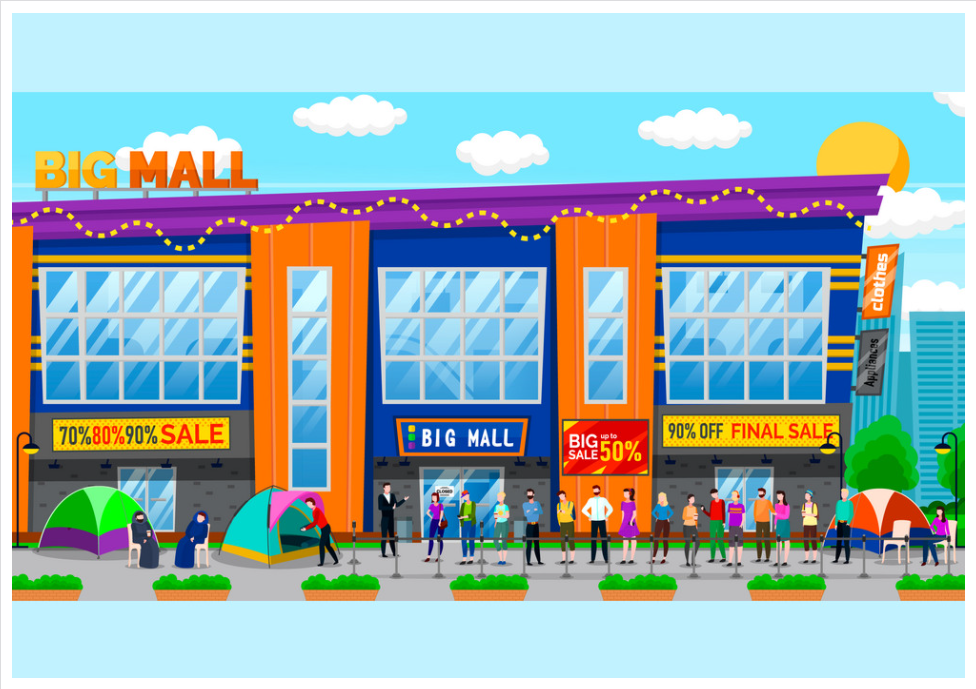 BIG MALL
clothes
Appliances
70%80%90% SALE
BIG MALL
BIG
SALE
up to
50%
90% OFF FINAL SALE
CLOSED